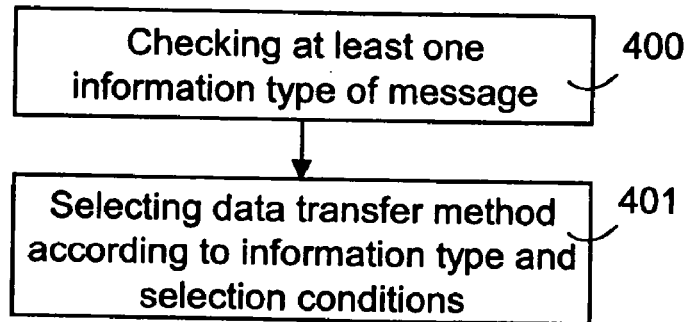 Checking at least one
information type of message
400
Selecting data transfer method
according to information type and
selection conditions
401